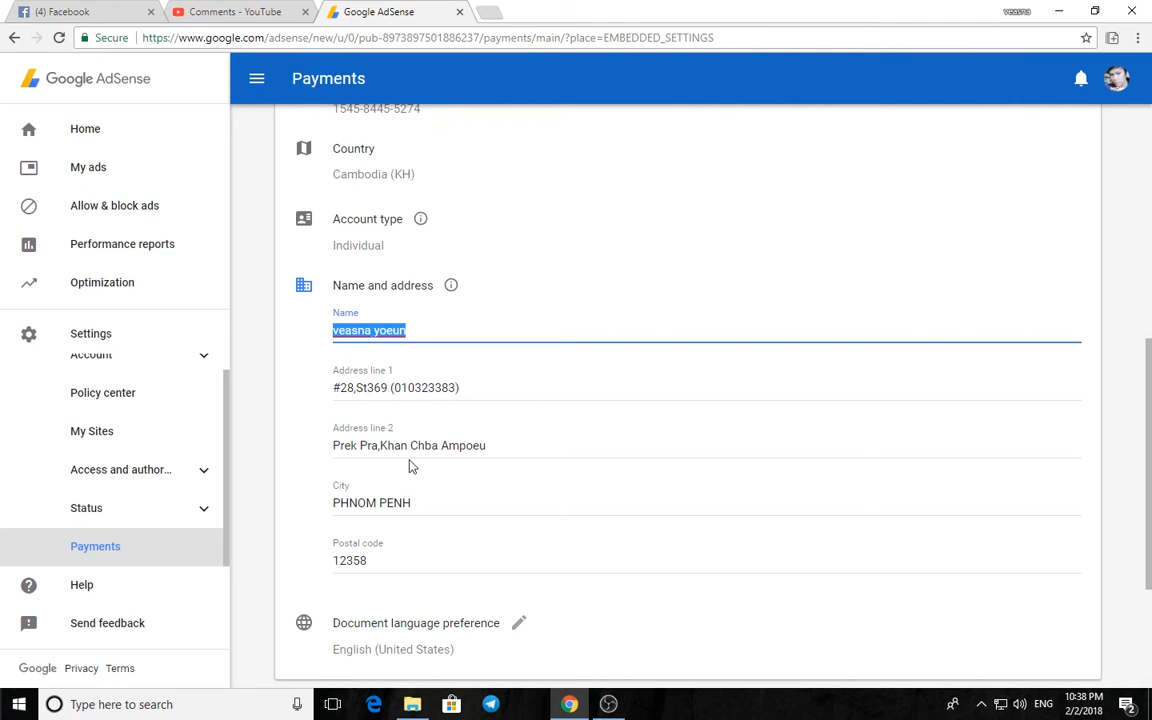 (4) Facebook
Comments - YouTube
Google AdSense
veasna
Secure
https://www.google.com/adsense/new/u/0/pub-8973897501886237/payments/main/?place=EMBEDDED_SETTINGS
Google AdSense
Payments
Home
My ads
Allow & block ads
Performance reports
Optimization
Settings
Account
Policy center
My Sites
Access and author...
Status
Payments
Help
Send feedback
Google Privacy Terms
1545-8445-5274
Country
Cambodia (KH)
Account type
Individual
Name and address
Name
veasna yoeun
Address line 1
#28,St369 (010323383)
Address line 2
Prek Pra,Khan Chba Ampoeu
City
PHNOM PENH
Postal code
12358
Document language preference
English (United States)
Type here to search
ENG
10:38 PM
2/2/2018
2